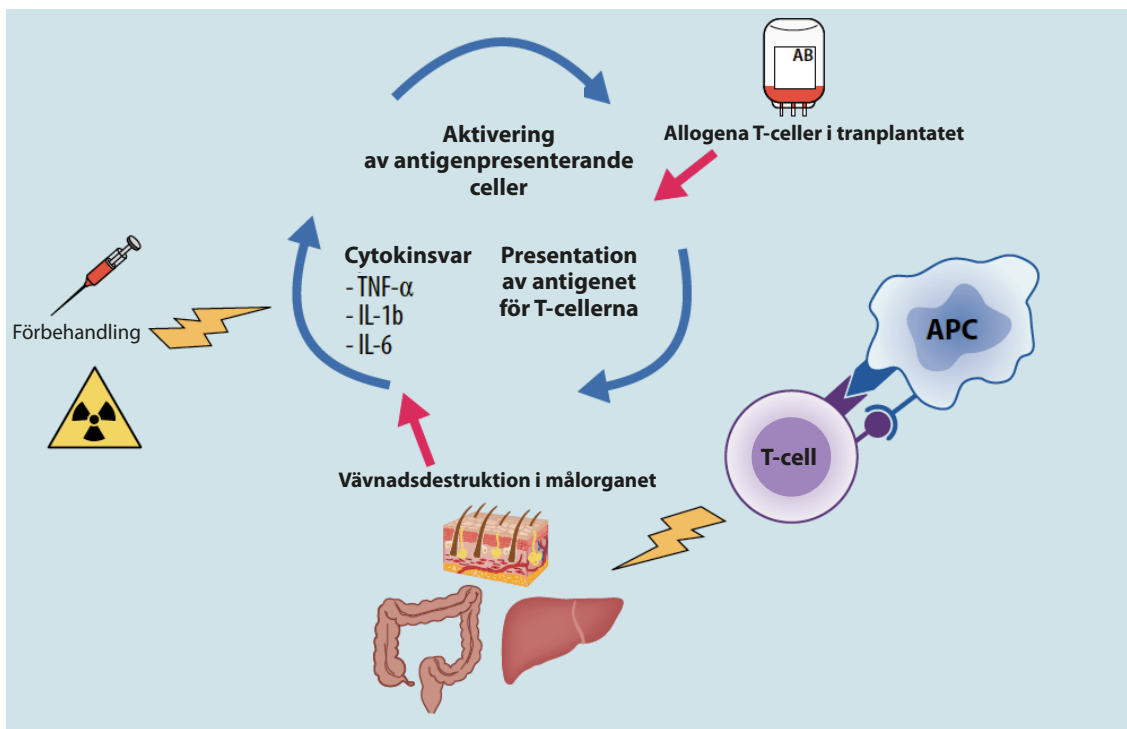 AB
Allogena T-celler i tranplantatet
Aktivering
av antigenpresenterande
celler
Cytokinsvar
- TNF-α
- IL-1b
- IL-6
Presentation
av antigenet
för T-cellerna
Förbehandling
APC
T-cell
Vävnadsdestruktion i målorganet